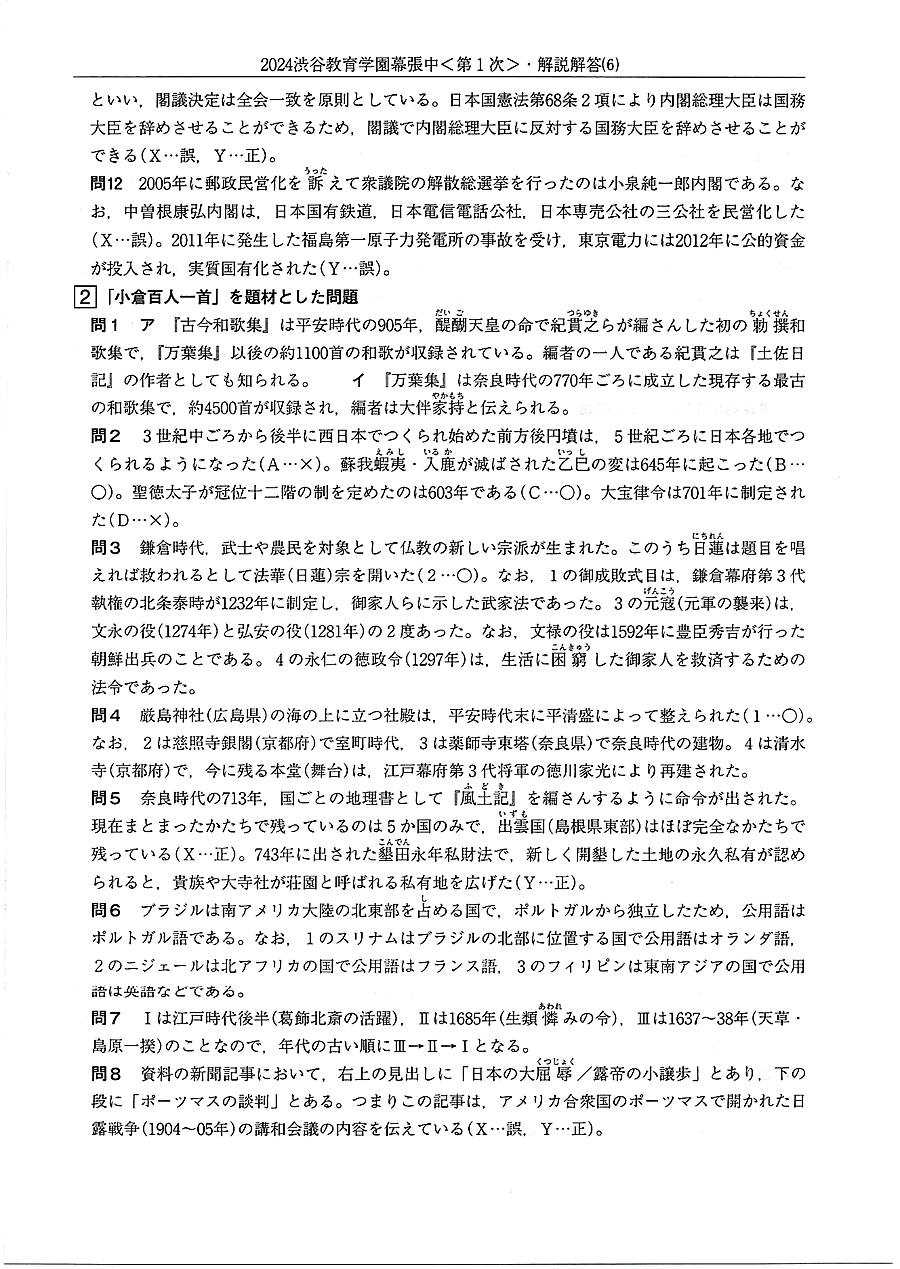 2024渋谷教育学園幕張中<第1次>・解説解答(6)
といい，閣議決定は全会一致を原則としている。日本国憲法第68条2項により内閣総理大臣は国務
大臣を辞めさせることができるため，閣議で内閣総理大臣に反対する国務大臣を辞めさせることが
できる(X…誤，Y…正)。
うった
問12 2005年に郵政民営化を訴えて衆議院の解散総選挙を行ったのは小泉純一郎内閣である。な
お，中曽根康弘内閣は，日本国有鉄道，日本電信電話公社，日本専売公社の三公社を民営化した
(X…誤)。2011年に発生した福島第一原子力発電所の事故を受け，東京電力には2012年に公的資金
が投入され，実質国有化された(Y…誤)。
2 「小倉百人一首」を題材とした問題
だいご つらゆき ちょくせん
問1 ア 『古今和歌集』は平安時代の905年，醍醐天皇の命で紀貫之らが編さんした初の勅撰和
歌集で，『万葉集』以後の約1100首の和歌が収録されている。編者の一人である紀貫之は『土佐日
記』の作者としても知られる。 イ 『万葉集』は奈良時代の770年ごろに成立した現存する最古
やかもち
の和歌集で，約4500首が収録され，編者は大伴家持と伝えられる。
問2 3世紀中ごろから後半に西日本でつくられ始めた前方後円墳は，5世紀ごろに日本各地でつ
えみし いるか いっし
くられるようになった(A…×)。蘇我蝦夷・入鹿が滅ばされた乙巳の変は645年に起こった(B…
○)。聖徳太子が冠位十二階の制を定めたのは603年である(C…○)。大宝律令は701年に制定され
た(D…×)。
にちれん
問3 鎌倉時代，武士や農民を対象として仏教の新しい宗派が生まれた。このうち日蓮は題目を唱
えれば救われるとして法華(日蓮)宗を開いた(2…○)。なお，1の御成敗式目は，鎌倉幕府第3代
げんこう
執権の北条泰時が1232年に制定し，御家人らに示した武家法であった。3の元寇(元軍の襲来)は，
文永の役(1274年)と弘安の役(1281年)の2度あった。なお，文禄の役は1592年に豊臣秀吉が行った
こんきゅう
朝鮮出兵のことである。4の永仁の徳政令(1297年)は，生活に困窮した御家人を救済するための
法令であった。
問4 厳島神社(広島県)の海の上に立つ社殿は，平安時代末に平清盛によって整えられた(1…○)。
なお，2は慈照寺銀閣(京都府)で室町時代，3は薬師寺東塔(奈良県)で奈良時代の建物。4は清水
寺(京都府)で，今に残る本堂(舞台)は，江戸幕府第3代将軍の徳川家光により再建された。
ふどき
問5 奈良時代の713年，国ごとの地理書として『風土記』を編さんするように命令が出された。
いずも
現在まとまったかたちで残っているのは5か国のみで，出雲国(島根県東部)はほぼ完全なかたちで
こんでん
残っている(X…正)。743年に出された墾田永年私財法で，新しく開墾した土地の永久私有が認め
られると，貴族や大寺社が荘園と呼ばれる私有地を広げた(Y…正)。
し
問6 ブラジルは南アメリカ大陸の北東部を占める国で，ポルトガルから独立したため，公用語は
ポルトガル語である。なお，1のスリナムはブラジルの北部に位置する国で公用語はオランダ語，
2のニジェールは北アフリカの国で公用語はフランス語，3のフィリピンは東南アジアの国で公用
語は英語などである。
あわれ
問7 Ⅰは江戸時代後半(葛飾北斎の活躍)，Ⅱは1685年(生類憐みの令)，Ⅲは1637〜38年(天草・
島原一揆)のことなので，年代の古い順にⅢ→Ⅱ→Ⅰとなる。
くつじょく
問8 資料の新聞記事において，右上の見出しに「日本の大屈辱／露帝の小譲歩」とあり，下の
段に「ポーツマスの談判」とある。つまりこの記事は，アメリカ合衆国のポーツマスで開かれた日
露戦争(1904〜05年)の講和会議の内容を伝えている(X…誤，Y…正)。